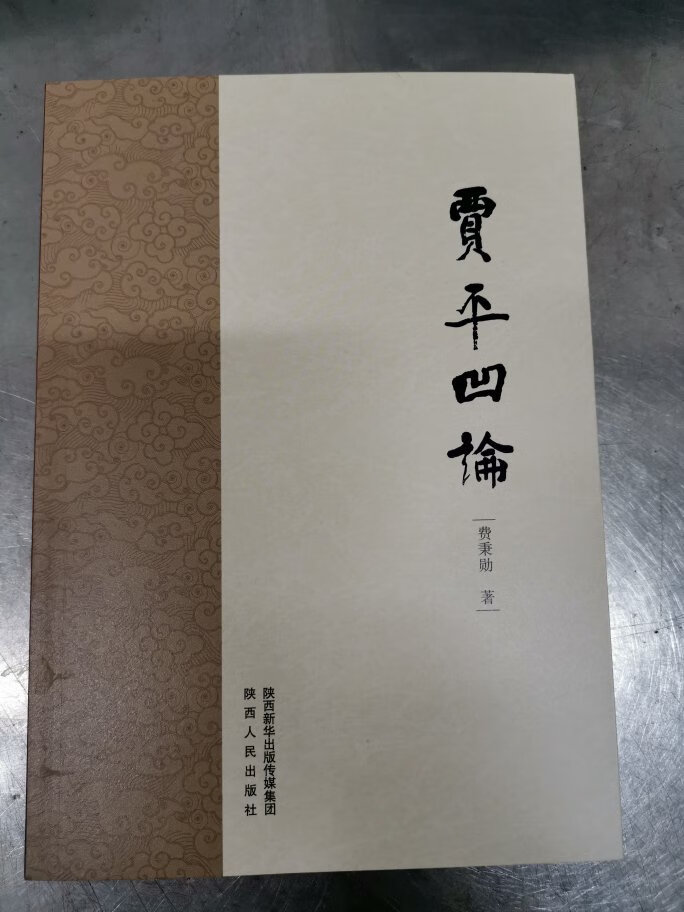 賈平凹論
费秉勋 著
陕西新华出版传媒集团
陕西人民出版社